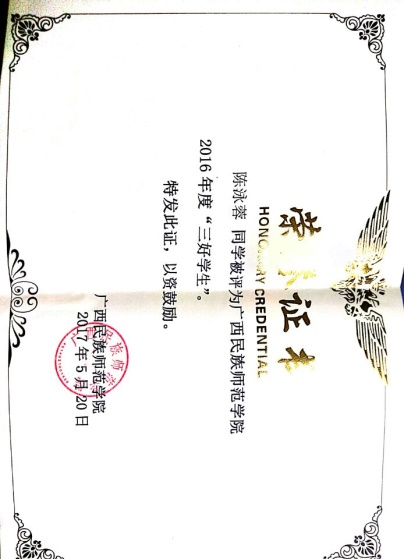 荣誉证书
HONORARY CREDENTIAL
陈泳蓉 同学被评为广西民族师范学院
2016 年度“三好学生”。
特发此证，以资鼓励。
广西民族师范学院
2017 年 5 月 20 日